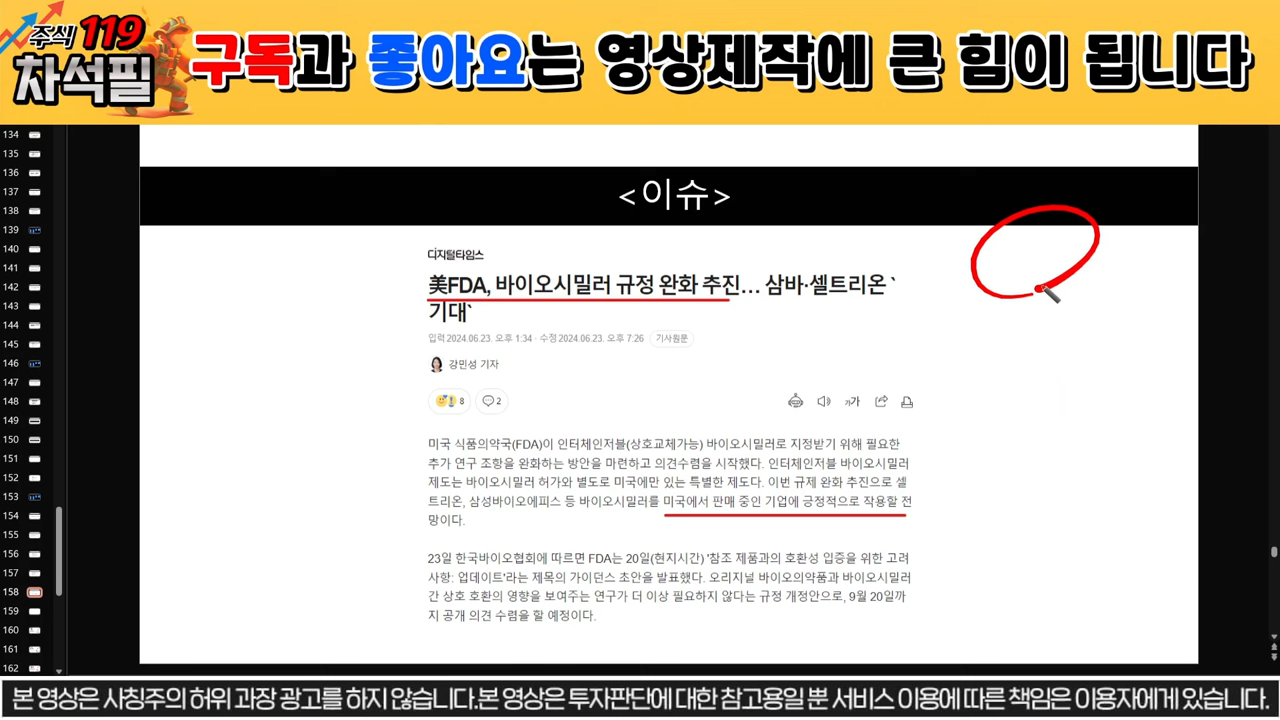 주식 119
차석필
구독과 좋아요는 영상제작에 큰 힘이 됩니다
134
135
136
137
138
139
140
141
142
143
144
145
146
147
148
149
150
151
152
153
154
155
156
157
158
159
160
161
162
<이슈>
디지털타임스
美FDA, 바이오시밀러 규정 완화 추진... 삼바·셀트리온 `
기대`
입력 2024.06.23. 오후 1:34 · 수정 2024.06.23. 오후 7:26 기사원문
강민성 기자
8 2 가가
미국 식품의약국(FDA)이 인터체인저블(상호교체가능) 바이오시밀러로 지정받기 위해 필요한
추가 연구 조항을 완화하는 방안을 마련하고 의견수렴을 시작했다. 인터체인저블 바이오시밀러
제도는 바이오시밀러 허가와 별도로 미국에만 있는 특별한 제도다. 이번 규제 완화 추진으로 셀
트리온, 삼성바이오에피스 등 바이오시밀러를 미국에서 판매 중인 기업에 긍정적으로 작용할 전
망이다.
23일 한국바이오협회에 따르면 FDA는 20일(현지시간) '참조 제품과의 호환성 입증을 위한 고려
사항: 업데이트'라는 제목의 가이던스 초안을 발표했다. 오리지널 바이오의약품과 바이오시밀러
간 상호 호환의 영향을 보여주는 연구가 더 이상 필요하지 않다는 규정 개정안으로, 9월 20일까
지 공개 의견 수렴을 할 예정이다.
본 영상은 사칭주의 허위 과장 광고를 하지 않습니다.본 영상은 투자판단에 대한 참고용일 뿐 서비스 이용에 따른 책임은 이용자에게 있습니다.